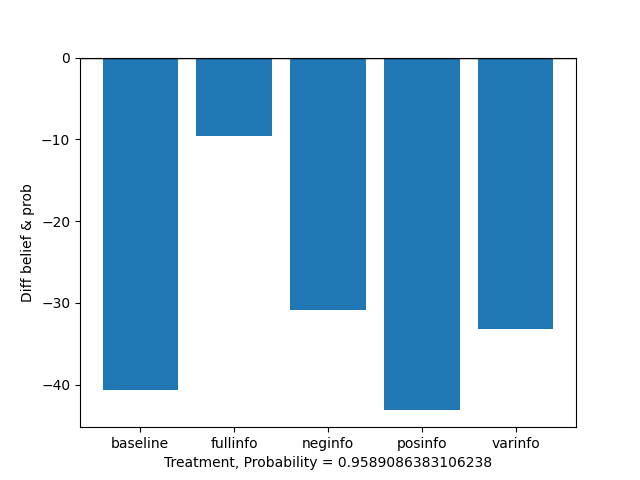 0
−10
−20
−30
−40
Diff belief & prob
baseline fullinfo neginfo posinfo varinfo
Treatment, Probability = 0.9589086383106238